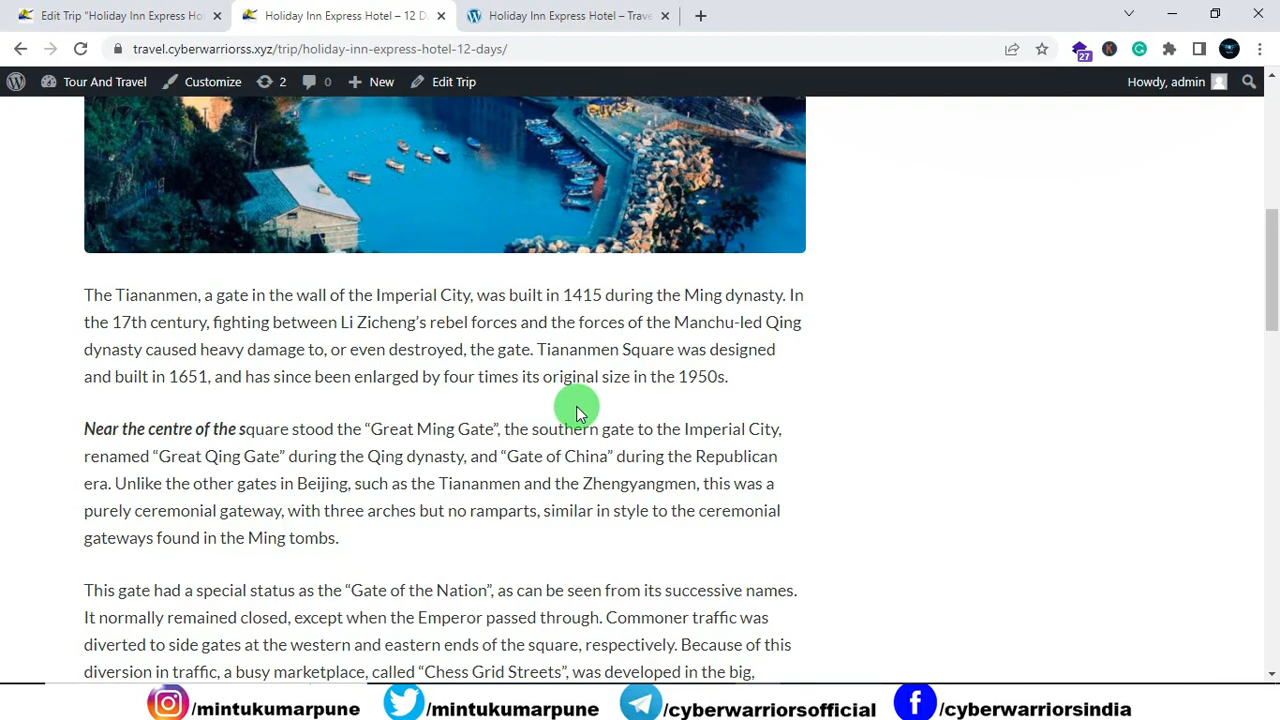 Edit Trip "Holiday Inn Express Ho
Holiday Inn Express Hotel – 12 D
Holiday Inn Express Hotel – Trave
travel.cyberwarriorss.xyz/trip/holiday-inn-express-hotel-12-days/
27
K
Tour And Travel
Customize
2
0
New
Edit Trip
Howdy, admin
The Tiananmen, a gate in the wall of the Imperial City, was built in 1415 during the Ming dynasty. In
the 17th century, fighting between Li Zicheng's rebel forces and the forces of the Manchu-led Qing
dynasty caused heavy damage to, or even destroyed, the gate. Tiananmen Square was designed
and built in 1651, and has since been enlarged by four times its original size in the 1950s.
Near the centre of the square stood the “Great Ming Gate”, the southern gate to the Imperial City,
renamed “Great Qing Gate” during the Qing dynasty, and “Gate of China” during the Republican
era. Unlike the other gates in Beijing, such as the Tiananmen and the Zhengyangmen, this was a
purely ceremonial gateway, with three arches but no ramparts, similar in style to the ceremonial
gateways found in the Ming tombs.
This gate had a special status as the “Gate of the Nation”, as can be seen from its successive names.
It normally remained closed, except when the Emperor passed through. Commoner traffic was
diverted to side gates at the western and eastern ends of the square, respectively. Because of this
diversion in traffic, a busy marketplace, called “Chess Grid Streets”, was developed in the big,
/mintukumarpune
/mintukumarpune
/cyberwarriorsofficial
/cyberwarriorsindia